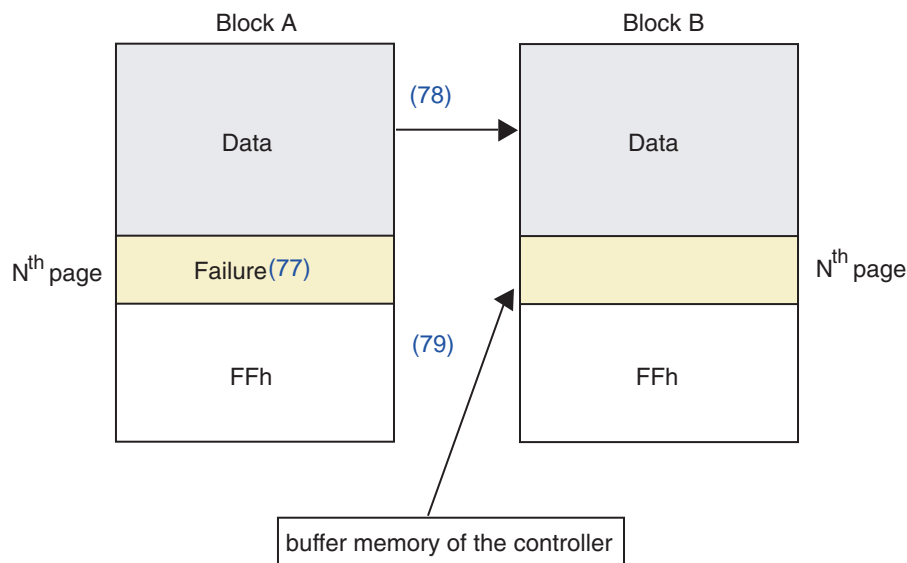 Block A
Block B
(78)
Data
Data
Nth page
Failure(77)
Nth page
(79)
FFh
FFh
buffer memory of the controller